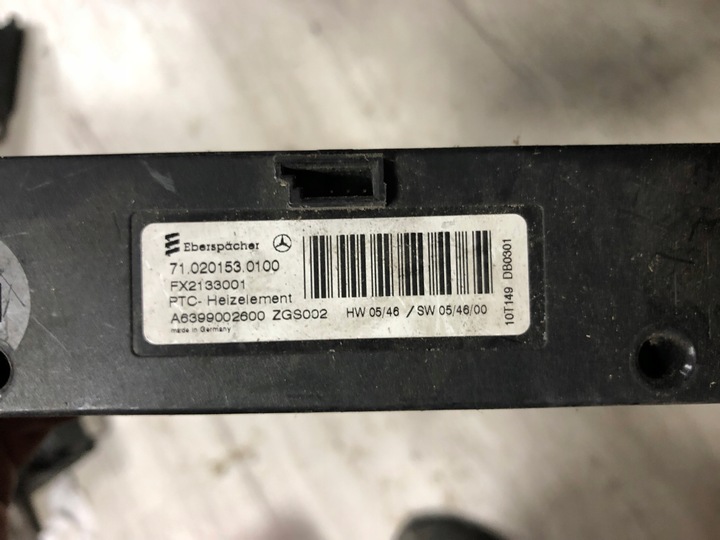 Eberspächer
71.020153.0100
FX2133001
PTC- Heizelement
A6399002600 ZGS002
made in Germany
HW 05/46 / SW 05/46/00
10T149 DB0301